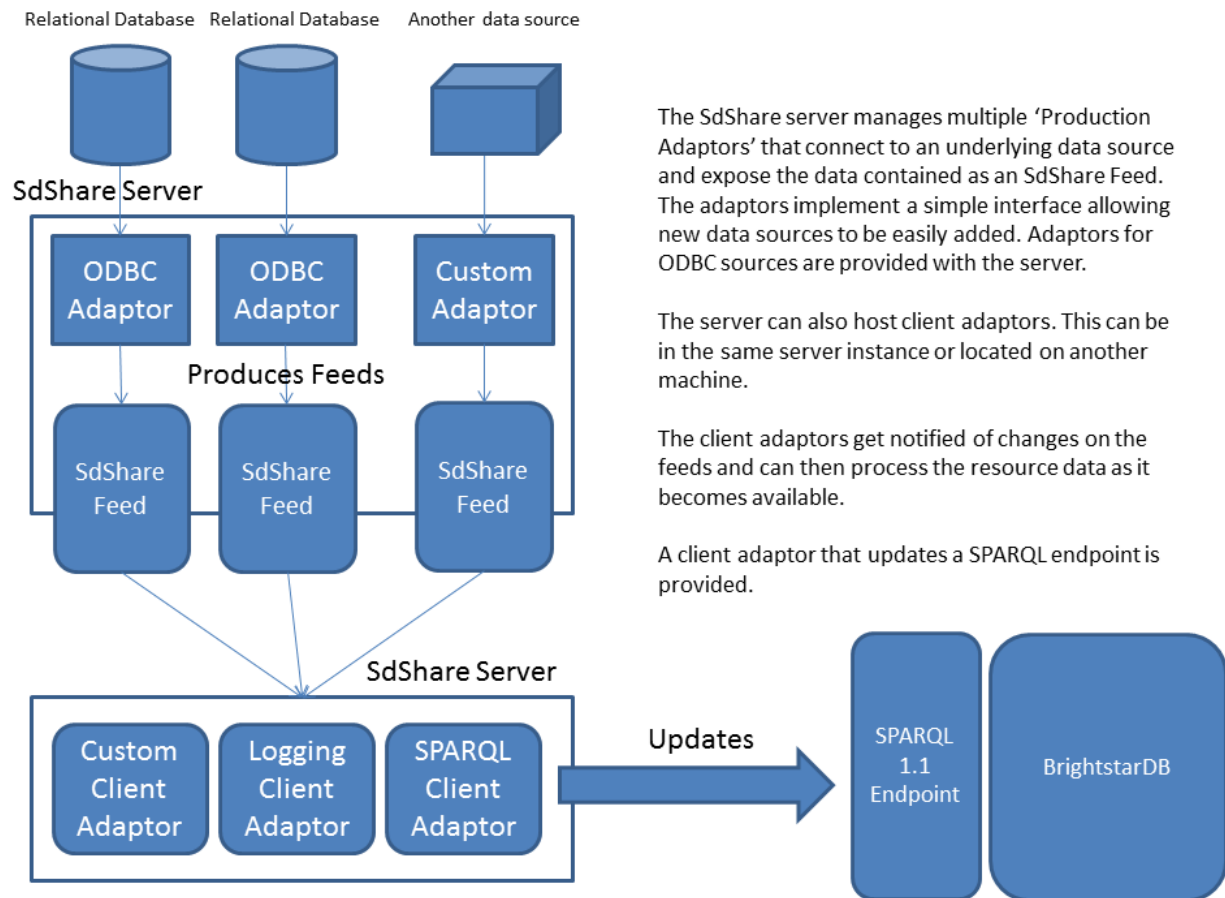 Relational Database
Relational Database
Another data source
The SdShare server manages multiple ‘Production
Adaptors’ that connect to an underlying data source
and expose the data contained as an SdShare Feed.
The adaptors implement a simple interface allowing
new data sources to be easily added. Adaptors for
ODBC sources are provided with the server.
The server can also host client adaptors. This can be
in the same server instance or located on another
machine.
The client adaptors get notified of changes on the
feeds and can then process the resource data as it
becomes available.
A client adaptor that updates a SPARQL endpoint is
provided.
SdShare Server
ODBC
Adaptor
ODBC
Adaptor
Custom
Adaptor
Produces Feeds
SdShare
Feed
SdShare
Feed
SdShare
Feed
SdShare Server
Custom
Client
Adaptor
Logging
Client
Adaptor
SPARQL
Client
Adaptor
Updates
SPARQL
1.1
Endpoint
BrightstarDB